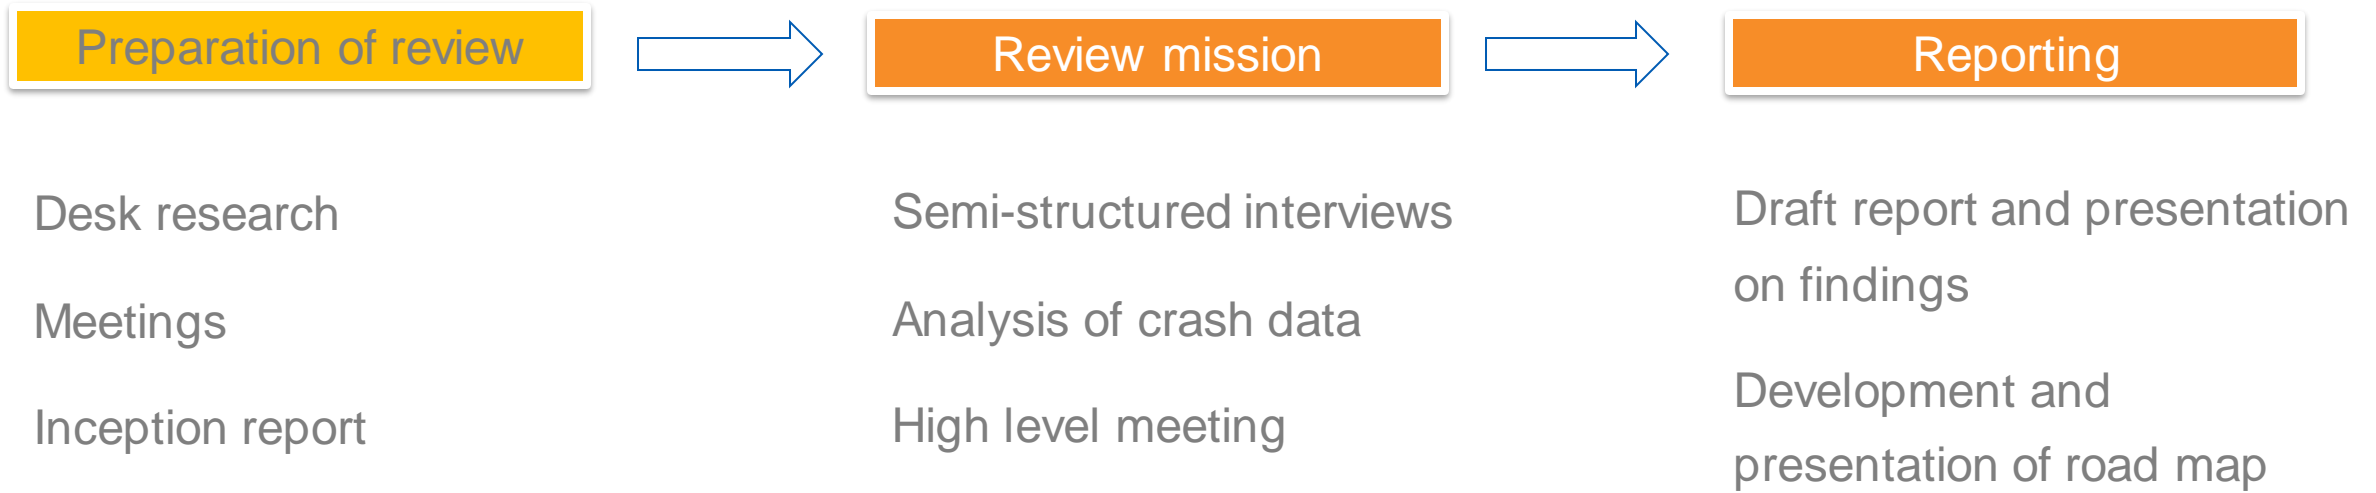 Preparation of review
Review mission
Reporting
Desk research
Meetings
Inception report
Semi-structured interviews
Analysis of crash data
High level meeting
Draft report and presentation
on findings
Development and
presentation of road map